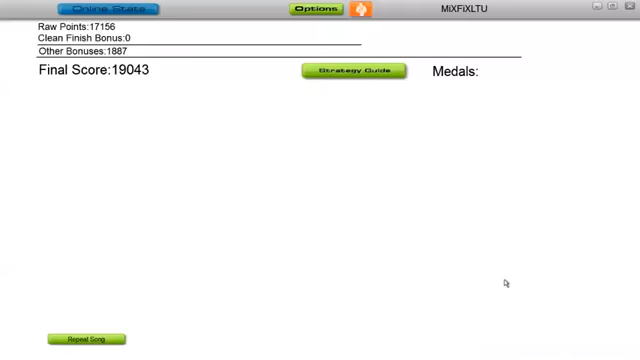 Online Stats Options MiXFiXLTU
Raw Points:17156
Clean Finish Bonus:0
Other Bonuses:1887
Final Score:19043 Strategy Guide Medals:
Repeat Song